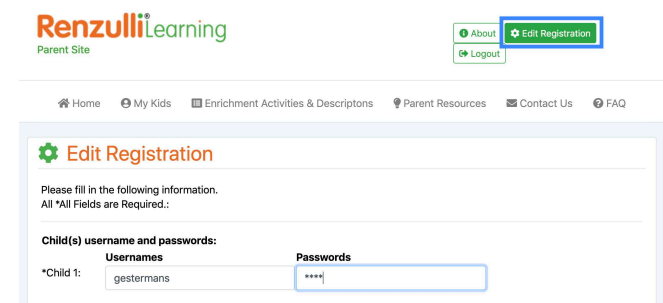 RenzulliLearning
Parent Site
About
Edit Registration
Logout
Home My Kids Enrichment Activities & Descriptons Parent Resources Contact Us FAQ
Edit Registration
Please fill in the following information.
All *All Fields are Required.:
Child(s) username and passwords:
Usernames Passwords
*Child 1: gestermans ****